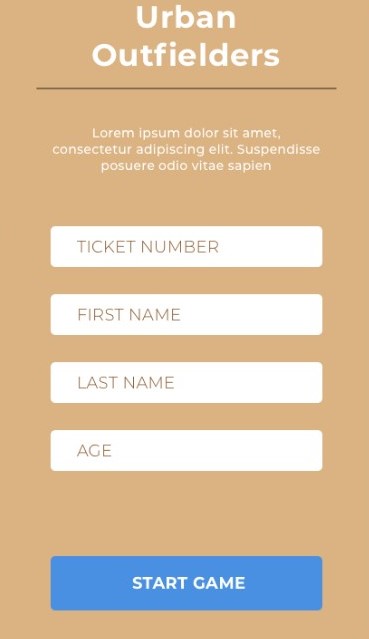 Urban
Outfielders
Lorem ipsum dolor sit amet,
consectetur adipiscing elit. Suspendisse
posuere odio vitae sapien
TICKET NUMBER
FIRST NAME
LAST NAME
AGE
START GAME